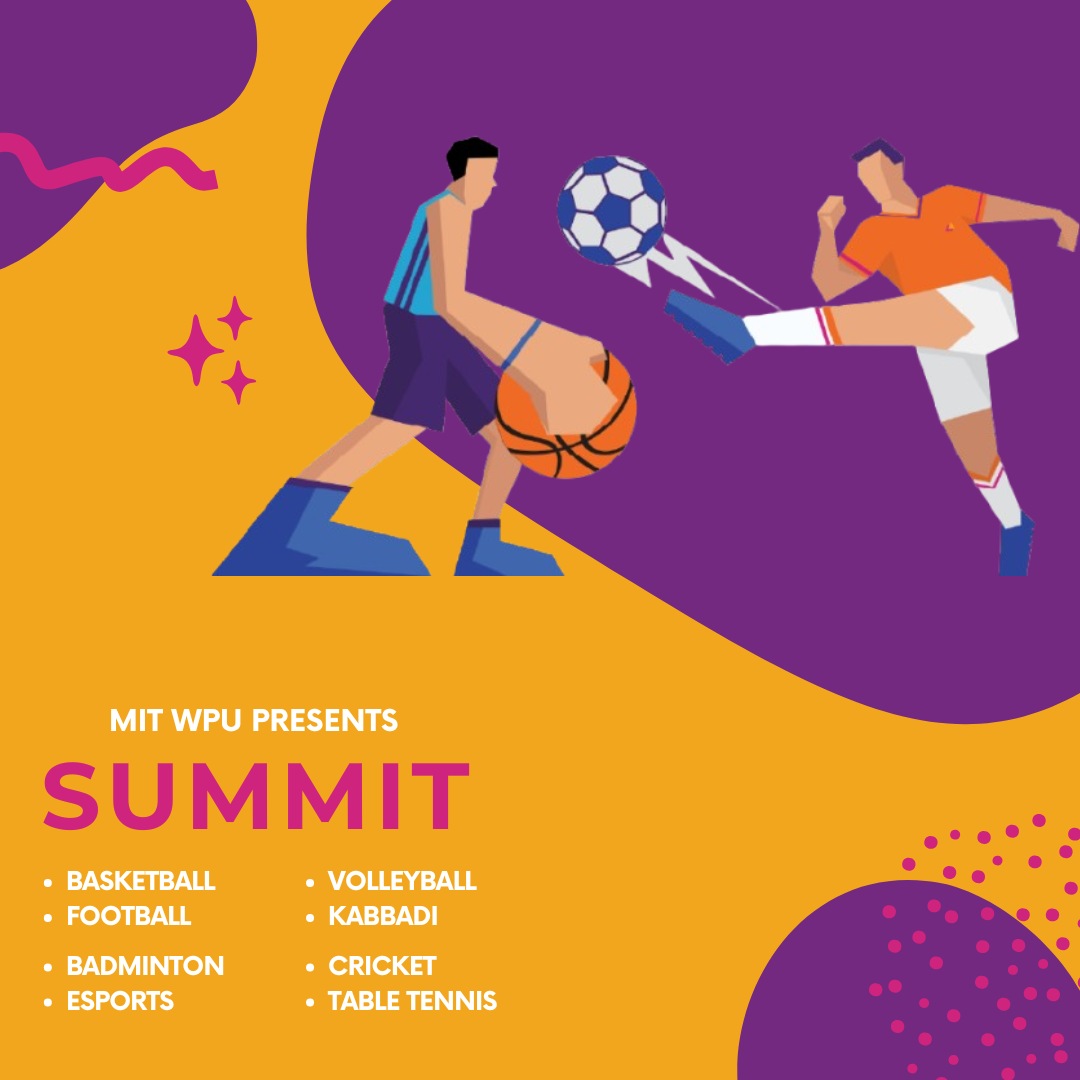 MIT WPU PRESENTS
SUMMIT
• BASKETBALL
• FOOTBALL
• BADMINTON
• ESPORTS
• VOLLEYBALL
• KABBADI
• CRICKET
• TABLE TENNIS